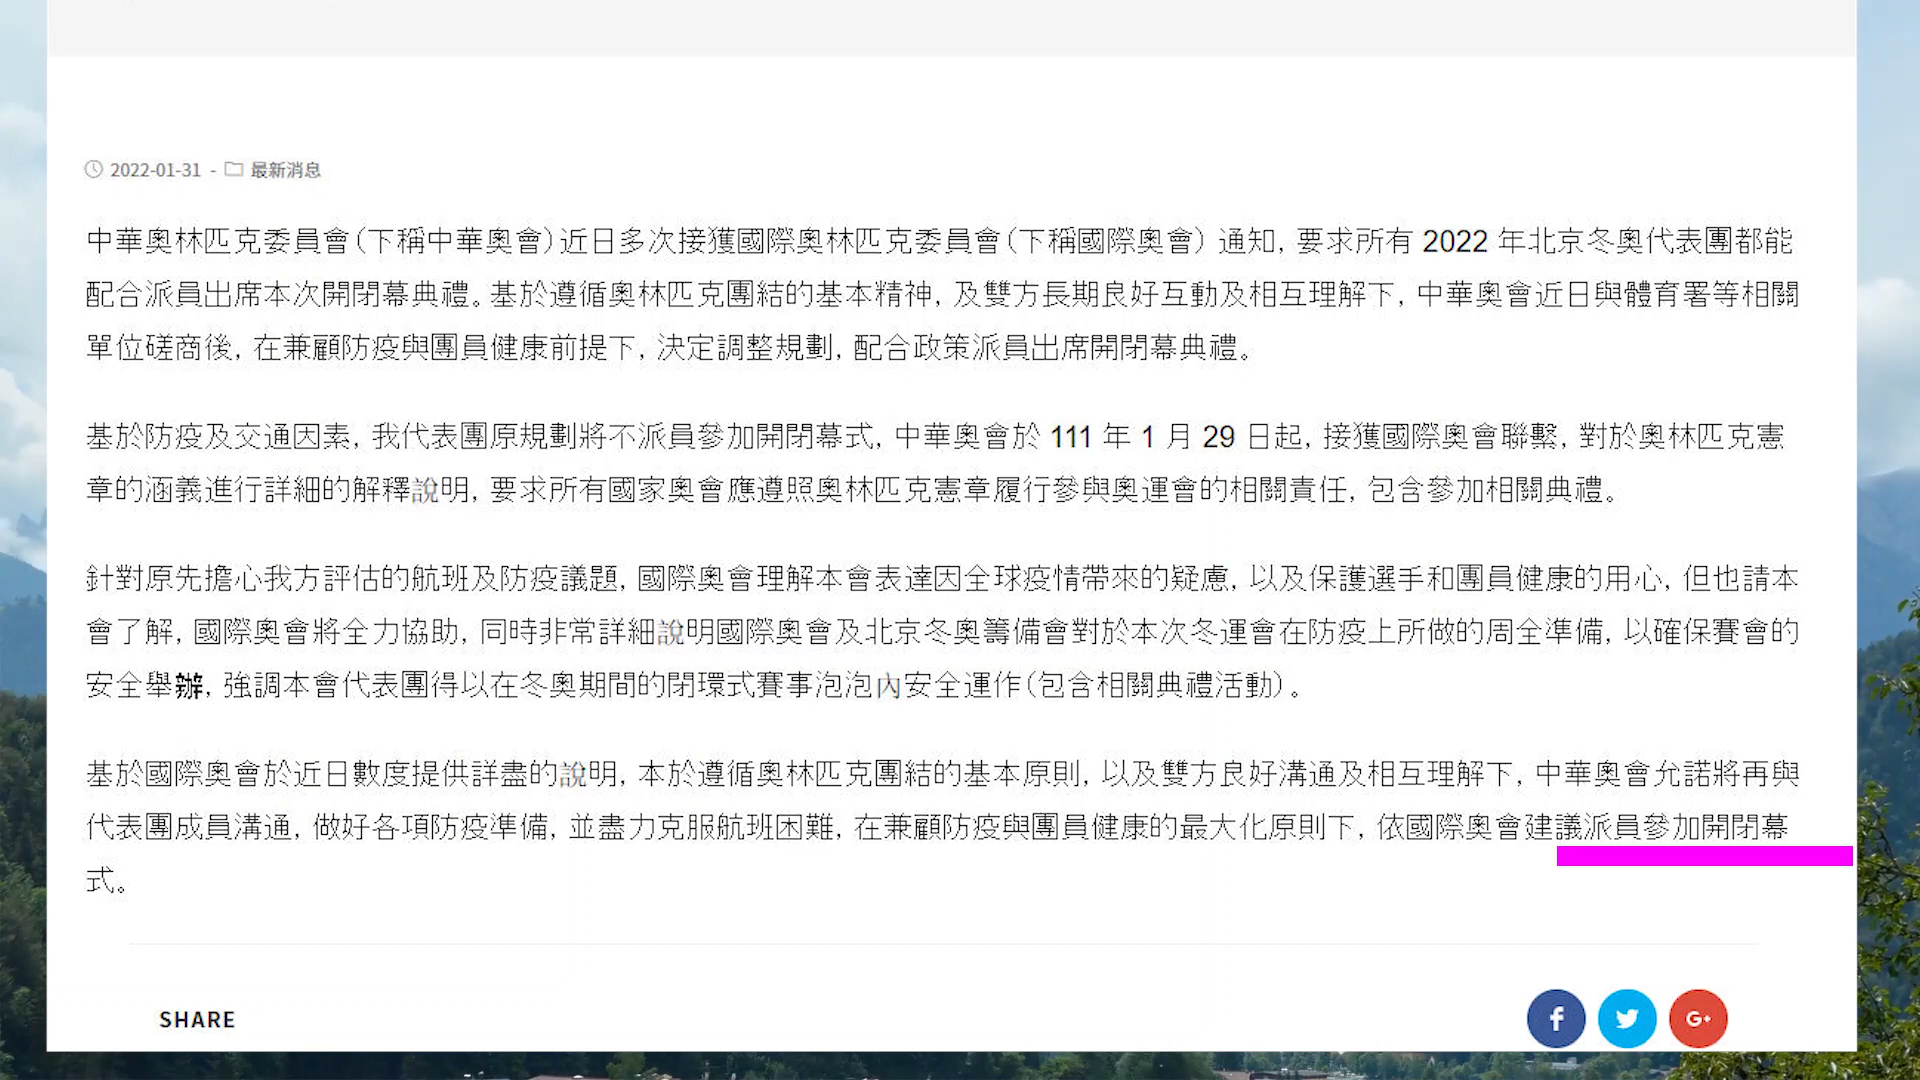 2022-01-31 - 最新消息
中華奧林匹克委員會(下稱中華奧會)近日多次接獲國際奧林匹克委員會(下稱國際奧會) 通知, 要求所有 2022 年北京冬奧代表團都能
配合派員出席本次開閉幕典禮。基於遵循奧林匹克團結的基本精神, 及雙方長期良好互動及相互理解下, 中華奧會近日與體育署等相關
單位磋商後, 在兼顧防疫與團員健康前提下, 決定調整規劃, 配合政策派員出席開閉幕典禮。
基於防疫及交通因素, 我代表團原規劃將不派員參加開閉幕式, 中華奧會於 111 年 1 月 29 日起, 接獲國際奧會聯繫, 對於奧林匹克憲
章的涵義進行詳細的解釋說明, 要求所有國家奧會應遵照奧林匹克憲章履行參與奧運會的相關責任, 包含參加相關典禮。
針對原先擔心我方評估的航班及防疫議題, 國際奧會理解本會表達因全球疫情帶來的疑慮, 以及保護選手和團員健康的用心, 但也請本
會了解, 國際奧會將全力協助, 同時非常詳細說明國際奧會及北京冬奧籌備會對於本次冬運會在防疫上所做的周全準備, 以確保賽會的
安全舉辦, 強調本會代表團得以在冬奧期間的閉環式賽事泡泡內安全運作(包含相關典禮活動)。
基於國際奧會於近日數度提供詳盡的說明, 本於遵循奧林匹克團結的基本原則, 以及雙方良好溝通及相互理解下, 中華奧會允諾將再與
代表團成員溝通, 做好各項防疫準備, 並盡力克服航班困難, 在兼顧防疫與團員健康的最大化原則下, 依國際奧會建議派員參加開閉幕
式。
SHARE
f
G+